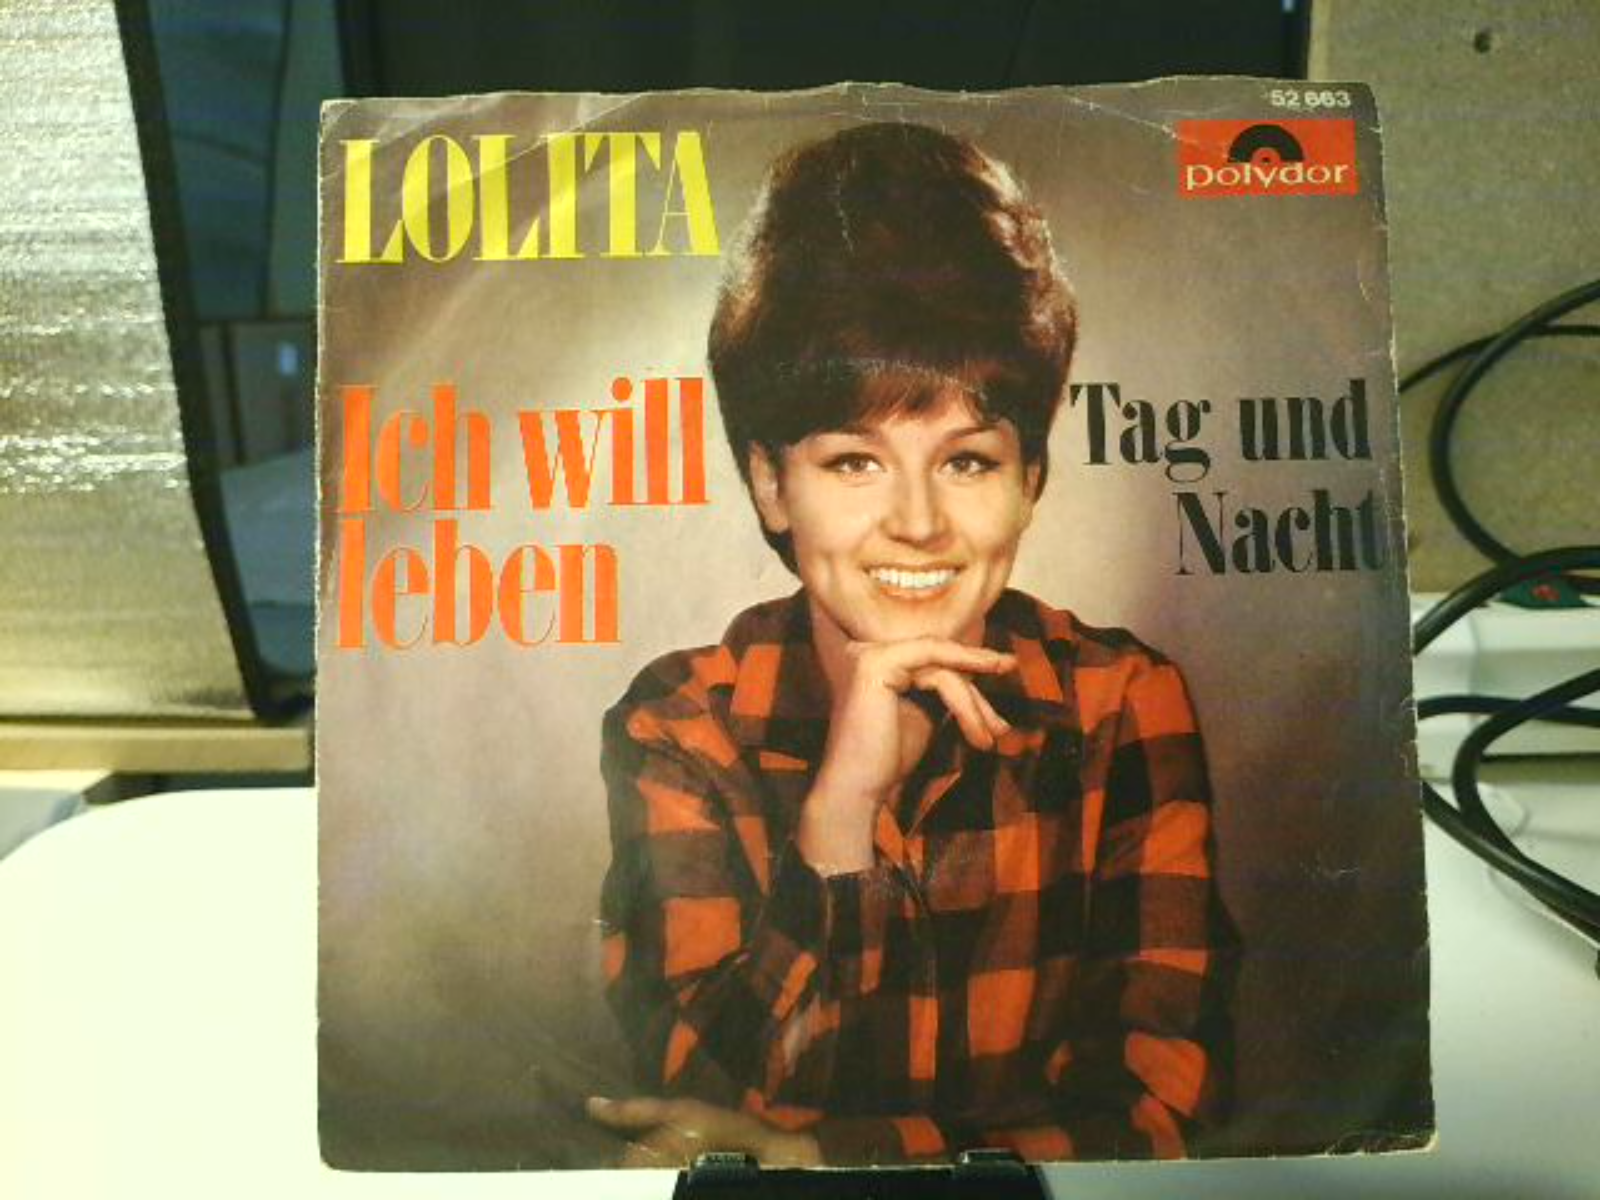 52 663
polydor
LOLITA
Ich will
leben
Tag und
Nacht